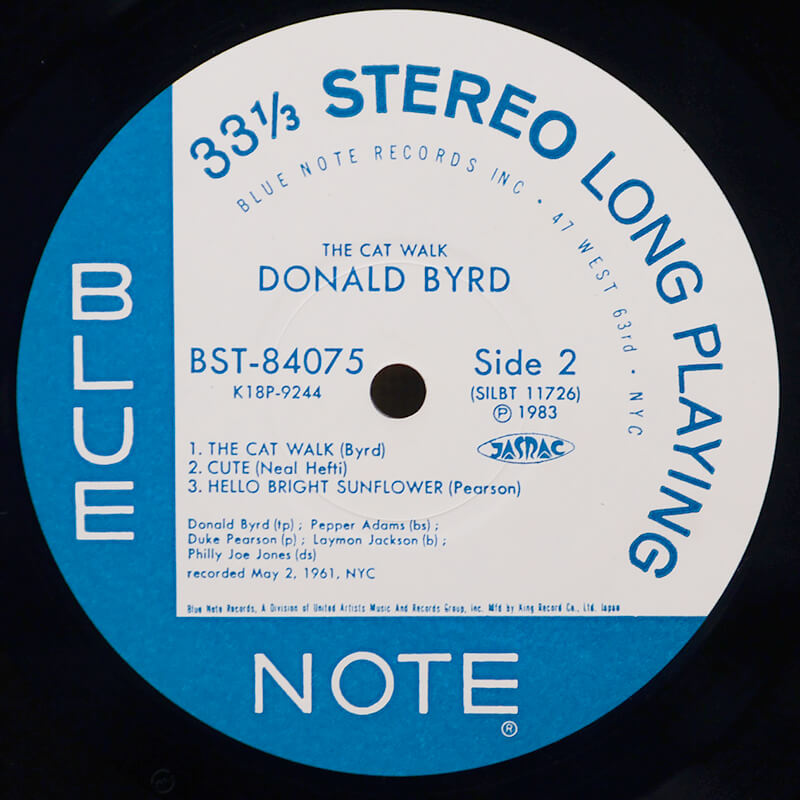 33⅓ STEREO LONG PLAYING
BLUE NOTE RECORDS INC • 47 WEST 63rd • NYC
THE CAT WALK
DONALD BYRD
BST-84075
K18P-9244
Side 2
(SILBT 11726)
Ⓟ 1983
JASRAC
1. THE CAT WALK (Byrd)
2. CUTE (Neal Hefti)
3. HELLO BRIGHT SUNFLOWER (Pearson)
Donald Byrd (tp) ; Pepper Adams (bs) ;
Duke Pearson (p) ; Laymon Jackson (b) ;
Philly Joe Jones (ds)
recorded May 2, 1961, NYC
Blue Note Records, A Division of United Artists Music And Records Group, Inc. Mfd by King Record Co., Ltd. Japan
BLUE
NOTE
®